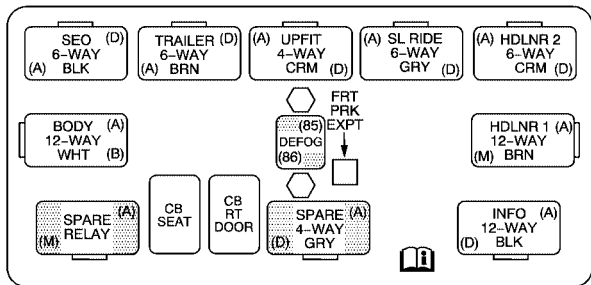 SEO (D)
6-WAY
(A) BLK
TRAILER (D)
6-WAY
(A) BRN
(A) UPFIT
4-WAY
CRM (D)
(A) SL RIDE
6-WAY
GRY (D)
(A) HDLNR 2
6-WAY
CRM (D)
BODY (A)
12-WAY
WHT (B)
(85)
DEFOG
(86)
FRT
PRK
EXPT
HDLNR 1 (A)
12-WAY
(M) BRN
SPARE (A)
(M) RELAY
CB
SEAT
CB
RT
DOOR
SPARE (A)
4-WAY
(D) GRY
INFO (A)
12-WAY
(D) BLK
i